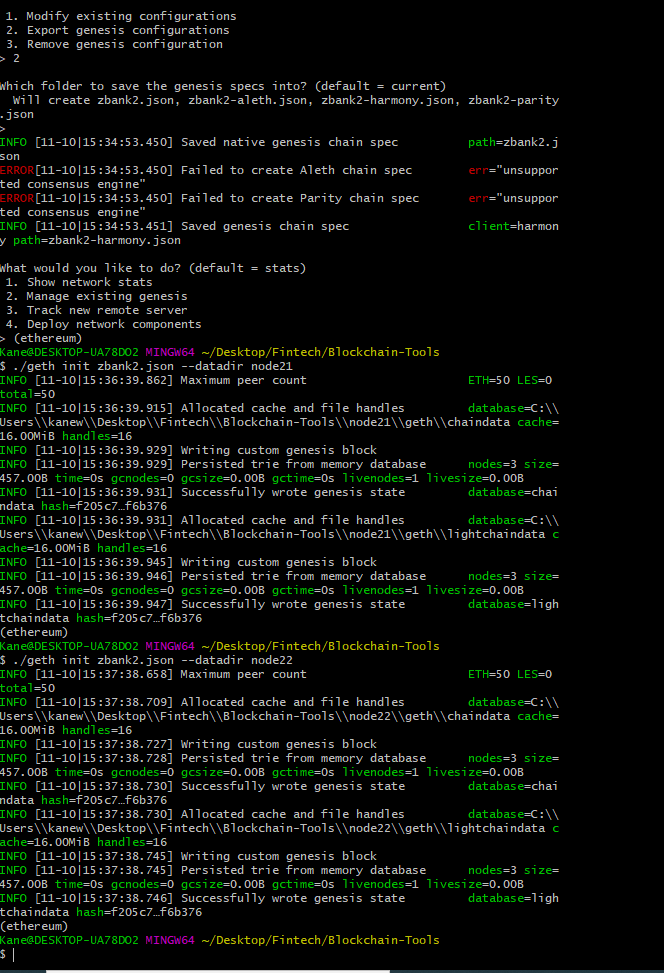 1. Modify existing configurations
2. Export genesis configurations
3. Remove genesis configuration
> 2
Which folder to save the genesis specs into? (default = current)
Will create zbank2.json, zbank2-aleth.json, zbank2-harmony.json, zbank2-parity
.json
>
INFO [11-10|15:34:53.450] Saved native genesis chain spec path=zbank2.j
son
ERROR[11-10|15:34:53.450] Failed to create Aleth chain spec err="unsuppor
ted consensus engine"
ERROR[11-10|15:34:53.450] Failed to create Parity chain spec err="unsuppor
ted consensus engine"
INFO [11-10|15:34:53.451] Saved genesis chain spec client=harmon
y path=zbank2-harmony.json
What would you like to do? (default = stats)
1. Show network stats
2. Manage existing genesis
3. Track new remote server
4. Deploy network components
> (ethereum)
Kane@DESKTOP-UA78DO2 MINGW64 ~/Desktop/Fintech/Blockchain-Tools
$ ./geth init zbank2.json --datadir node21
INFO [11-10|15:36:39.862] Maximum peer count ETH=50 LES=0
total=50
INFO [11-10|15:36:39.915] Allocated cache and file handles database=C:\\
Users\\kanew\\Desktop\\Fintech\\Blockchain-Tools\\node21\\geth\\chaindata cache=
16.00MiB handles=16
INFO [11-10|15:36:39.929] Writing custom genesis block
INFO [11-10|15:36:39.929] Persisted trie from memory database nodes=3 size=
457.00B time=0s gcnodes=0 gcsize=0.00B gctime=0s livenodes=1 livesize=0.00B
INFO [11-10|15:36:39.931] Successfully wrote genesis state database=chai
ndata hash=f205c7…f6b376
INFO [11-10|15:36:39.931] Allocated cache and file handles database=C:\\
Users\\kanew\\Desktop\\Fintech\\Blockchain-Tools\\node21\\geth\\lightchaindata c
ache=16.00MiB handles=16
INFO [11-10|15:36:39.945] Writing custom genesis block
INFO [11-10|15:36:39.946] Persisted trie from memory database nodes=3 size=
457.00B time=0s gcnodes=0 gcsize=0.00B gctime=0s livenodes=1 livesize=0.00B
INFO [11-10|15:36:39.947] Successfully wrote genesis state database=ligh
tchaindata hash=f205c7…f6b376
(ethereum)
Kane@DESKTOP-UA78DO2 MINGW64 ~/Desktop/Fintech/Blockchain-Tools
$ ./geth init zbank2.json --datadir node22
INFO [11-10|15:37:38.658] Maximum peer count ETH=50 LES=0
total=50
INFO [11-10|15:37:38.709] Allocated cache and file handles database=C:\\
Users\\kanew\\Desktop\\Fintech\\Blockchain-Tools\\node22\\geth\\chaindata cache=
16.00MiB handles=16
INFO [11-10|15:37:38.727] Writing custom genesis block
INFO [11-10|15:37:38.728] Persisted trie from memory database nodes=3 size=
457.00B time=0s gcnodes=0 gcsize=0.00B gctime=0s livenodes=1 livesize=0.00B
INFO [11-10|15:37:38.730] Successfully wrote genesis state database=chai
ndata hash=f205c7…f6b376
INFO [11-10|15:37:38.730] Allocated cache and file handles database=C:\\
Users\\kanew\\Desktop\\Fintech\\Blockchain-Tools\\node22\\geth\\lightchaindata c
ache=16.00MiB handles=16
INFO [11-10|15:37:38.745] Writing custom genesis block
INFO [11-10|15:37:38.745] Persisted trie from memory database nodes=3 size=
457.00B time=0s gcnodes=0 gcsize=0.00B gctime=0s livenodes=1 livesize=0.00B
INFO [11-10|15:37:38.746] Successfully wrote genesis state database=ligh
tchaindata hash=f205c7…f6b376
(ethereum)
Kane@DESKTOP-UA78DO2 MINGW64 ~/Desktop/Fintech/Blockchain-Tools
$